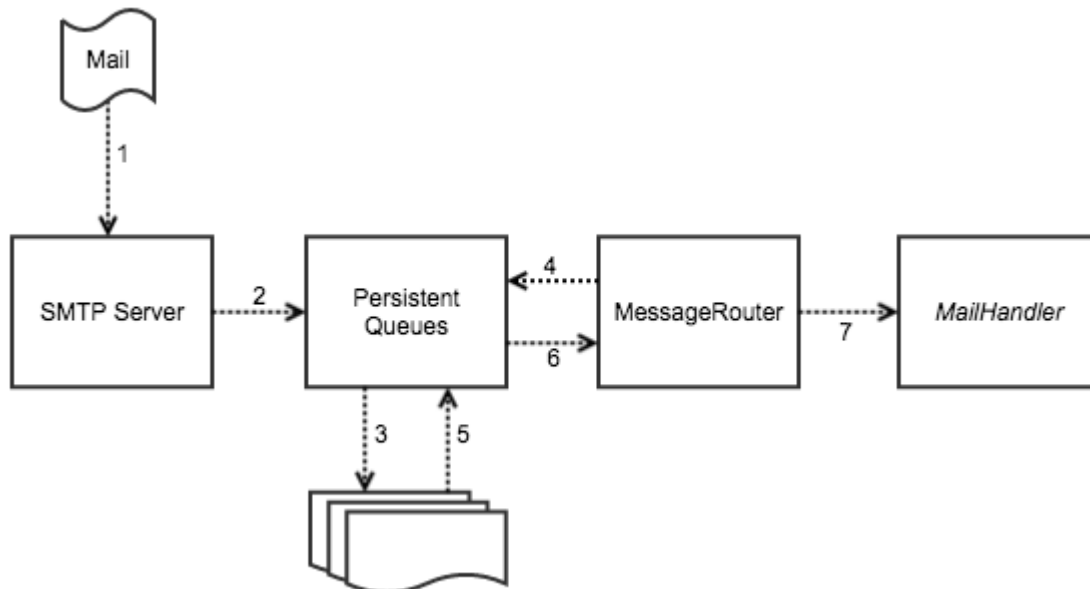 Mail
1
SMTP Server
2
Persistent
Queues
4
6
MessageRouter
7
MailHandler
3
5